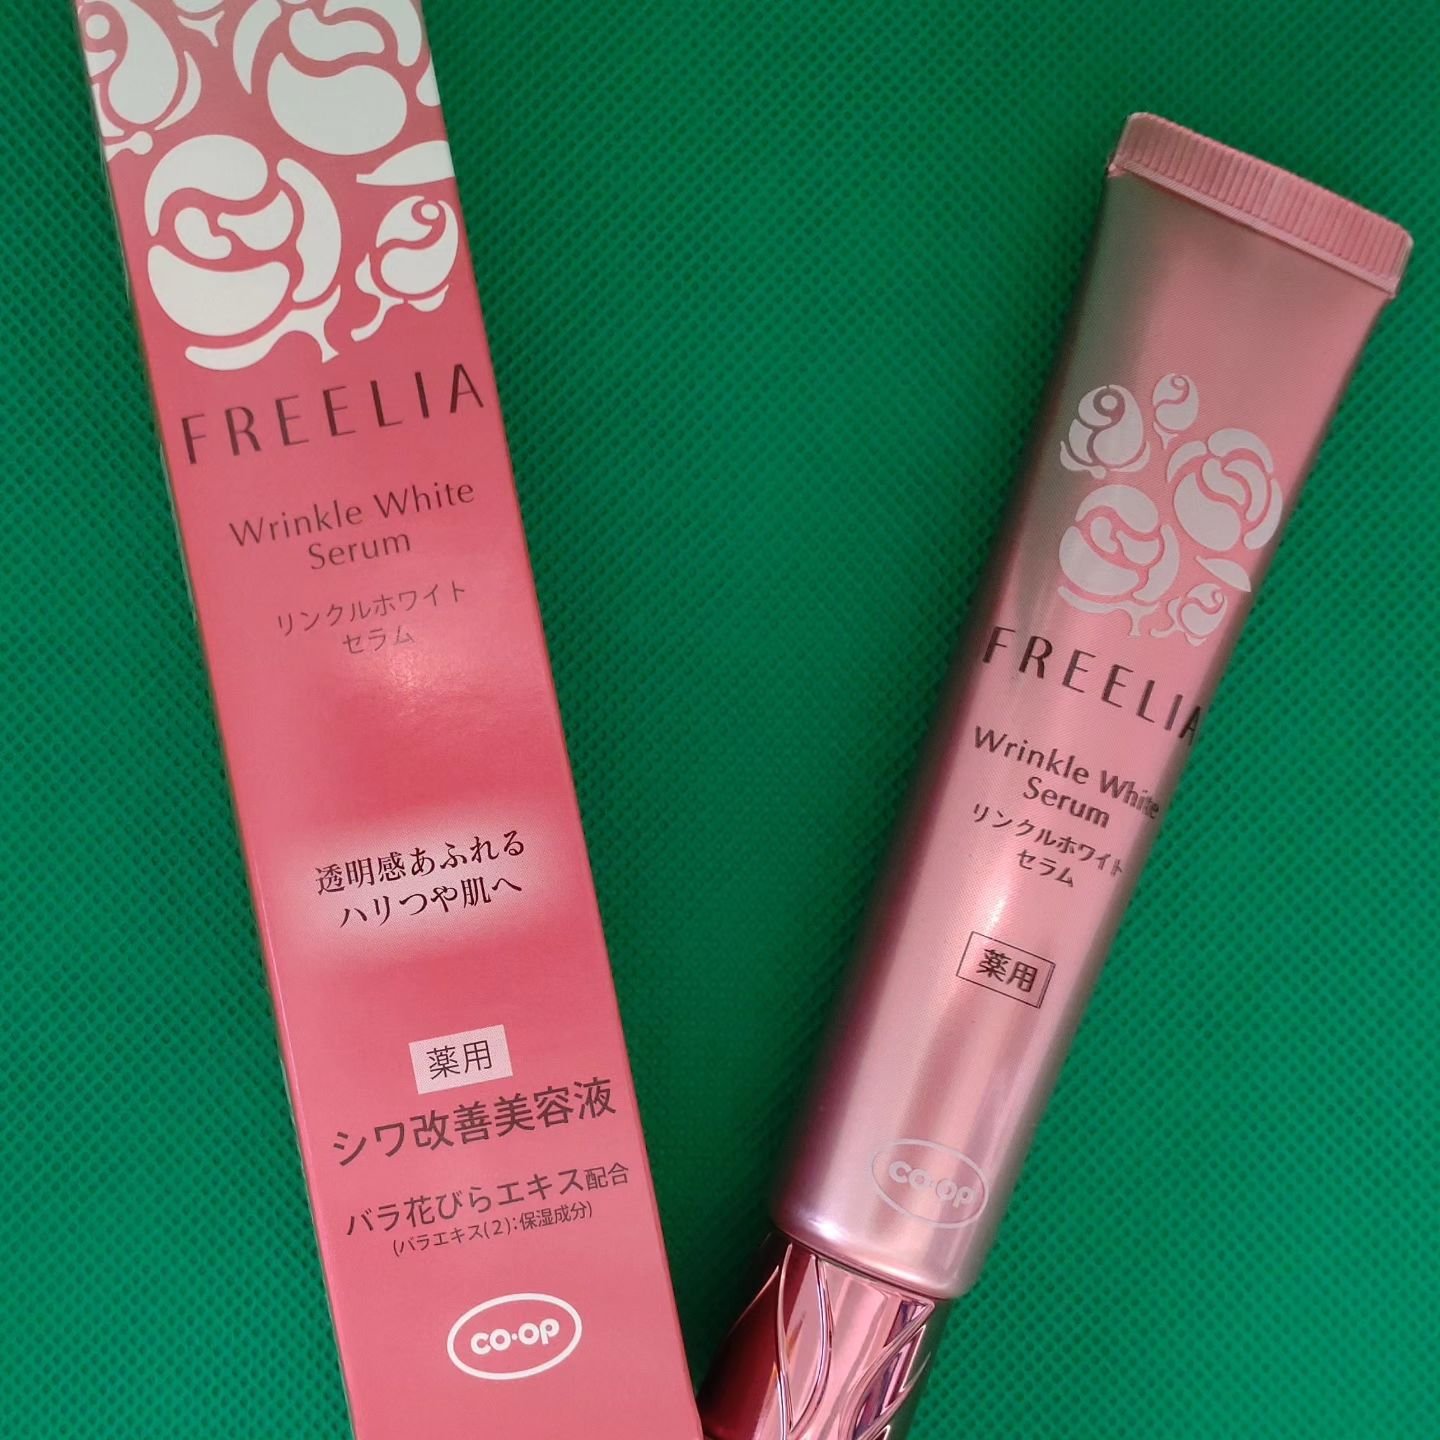 FREELIA
Wrinkle White
Serum
リンクルホワイト
セラム
透明感あふれる
ハリつや肌へ
薬用
シワ改善美容液
バラ花びらエキス配合
(バラエキス(2):保湿成分)
co・op
FREELIA
Wrinkle White
Serum
リンクルホワイト
セラム
薬用
co・op